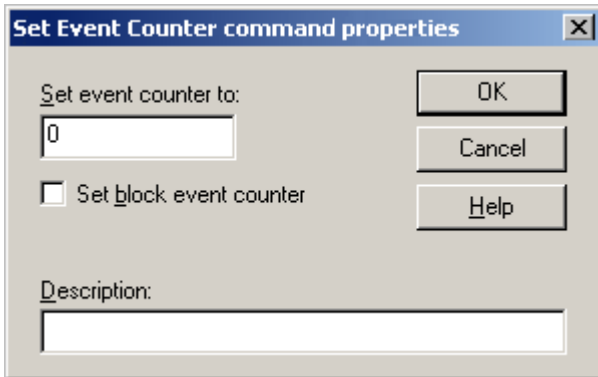 Set Event Counter command properties
Set event counter to:
OK
0
Cancel
Set block event counter
Help
Description: